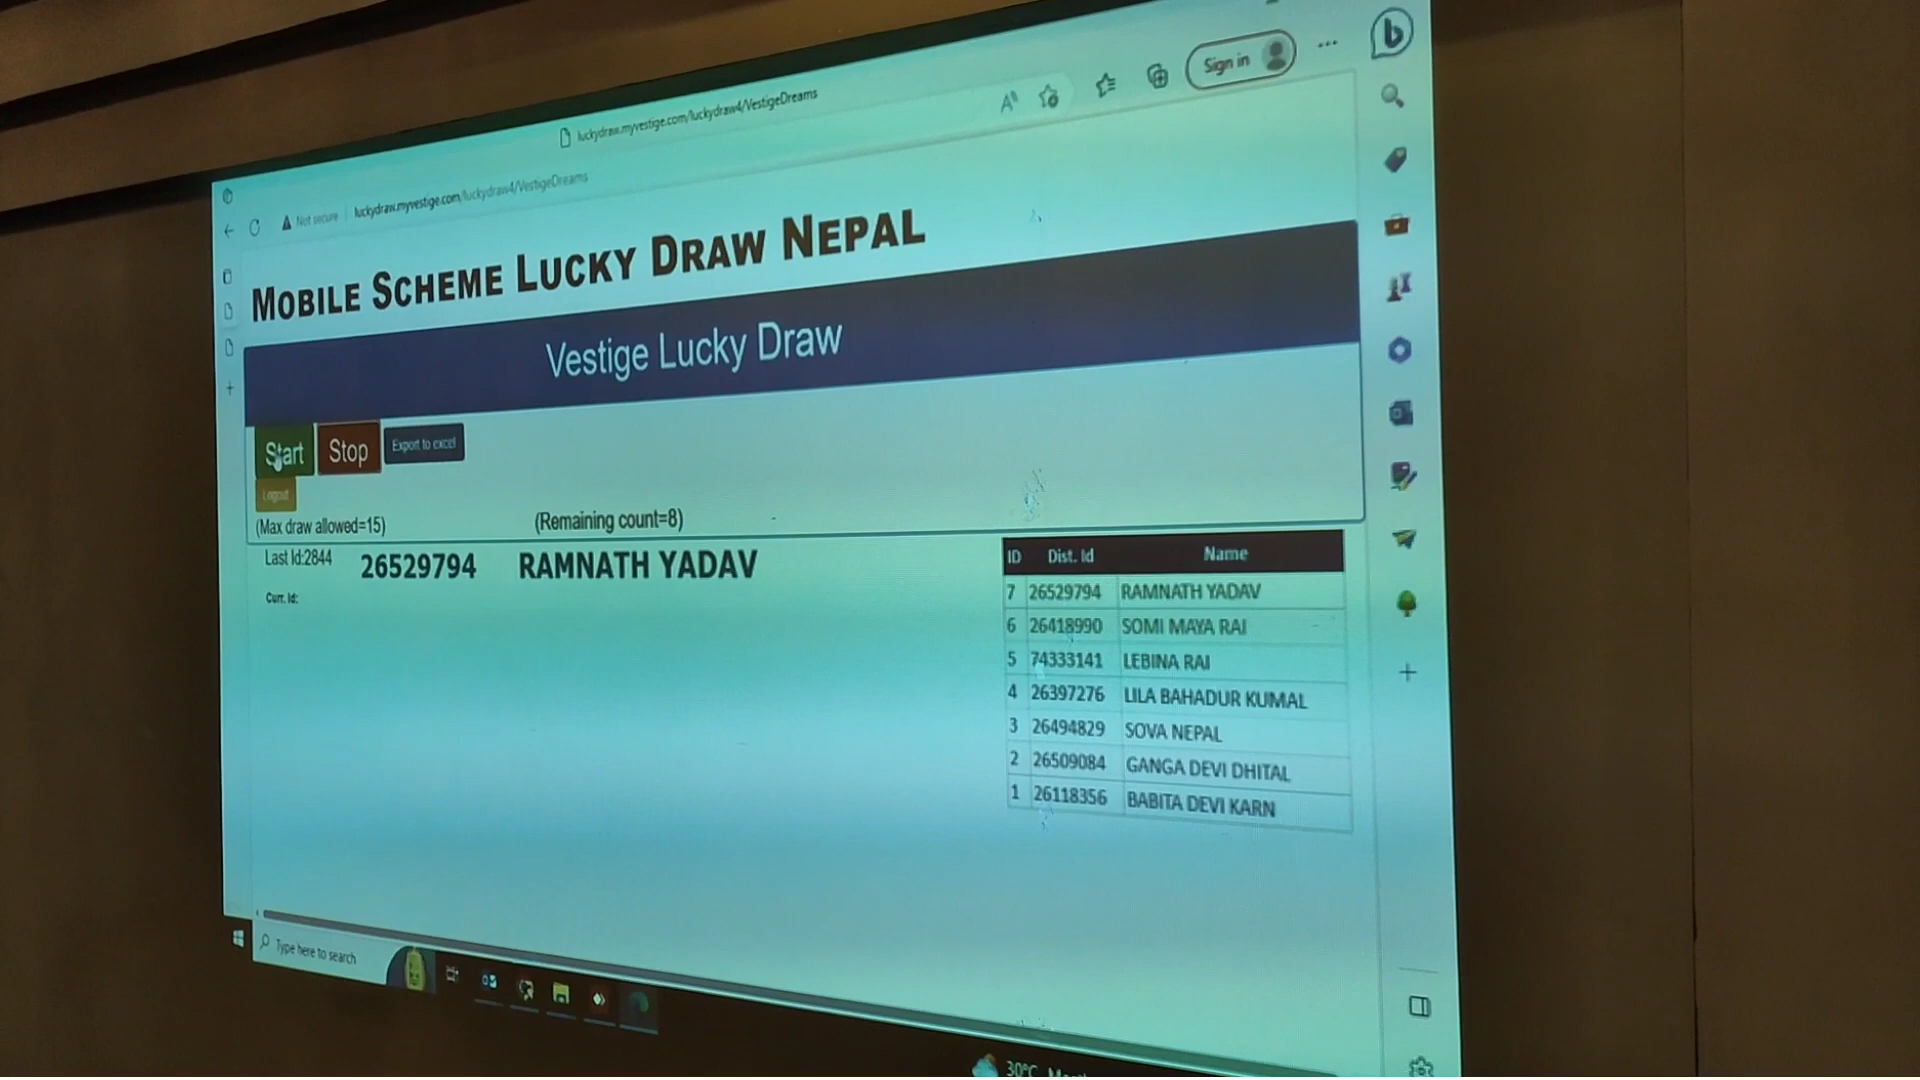 luckydraw.myvestige.com/luckydraw4/VestigeDreams
Sign in
Not secure luckydraw.myvestige.com/luckydraw4/VestigeDreams
MOBILE SCHEME LUCKY DRAW NEPAL
Vestige Lucky Draw
Start Stop Export to excel
Logout
(Max draw allowed=15) (Remaining count=8)
Last Id:2844 26529794 RAMNATH YADAV
Curr. Id:
ID Dist. Id Name
7 26529794 RAMNATH YADAV
6 26418990 SOMI MAYA RAI
5 74333141 LEBINA RAI
4 26397276 LILA BAHADUR KUMAL
3 26494829 SOVA NEPAL
2 26509084 GANGA DEVI DHITAL
1 26118356 BABITA DEVI KARN
Type here to search
30°C